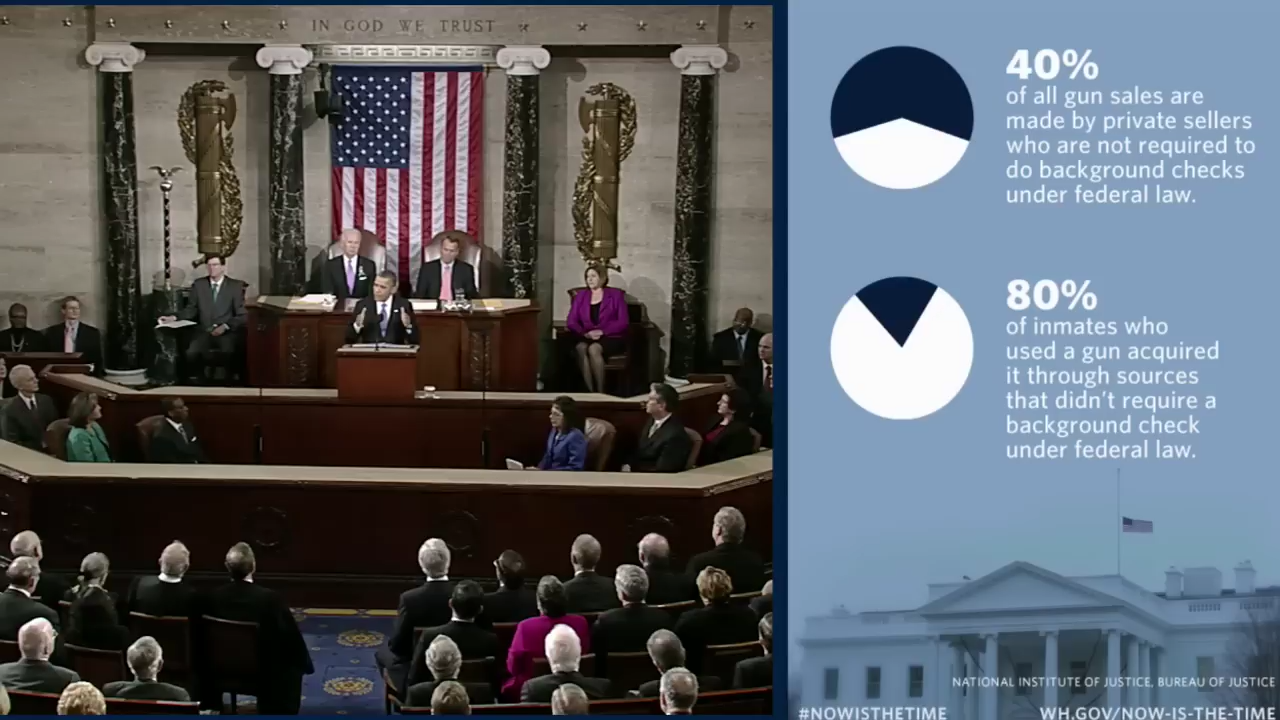 IN GOD WE TRUST
40%
of all gun sales are
made by private sellers
who are not required to
do background checks
under federal law.
80%
of inmates who
used a gun acquired
it through sources
that didn't require a
background check
under federal law.
NATIONAL INSTITUTE OF JUSTICE, BUREAU OF JUSTICE
#NOWISTHETIME
WH.GOV/NOW-IS-THE-TIME